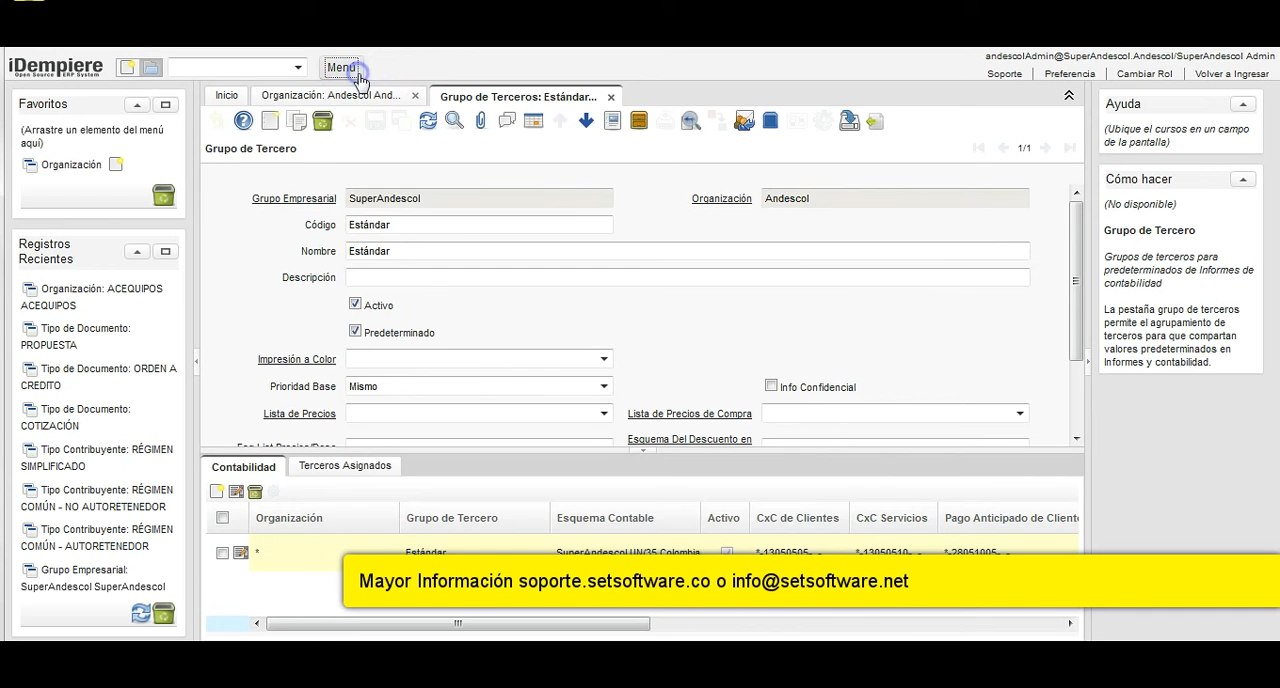 iDempiere
Open Source ERP System
Menú
andescolAdmin@SuperAndescol.Andescol/SuperAndescol Admin
Soporte Preferencia Cambiar Rol Volver a Ingresar
Favoritos
(Arrastre un elemento del menú
aquí)
Organización
Registros
Recientes
Organización: ACEQUIPOS
ACEQUIPOS
Tipo de Documento:
PROPUESTA
Tipo de Documento: ORDEN A
CREDITO
Tipo de Documento:
COTIZACIÓN
Tipo Contribuyente: RÉGIMEN
SIMPLIFICADO
Tipo Contribuyente: RÉGIMEN
COMÚN - NO AUTORETENEDOR
Tipo Contribuyente: RÉGIMEN
COMÚN - AUTORETENEDOR
Grupo Empresarial:
SuperAndescol SuperAndescol
Inicio Organización: Andescol And... Grupo de Terceros: Estándar...
Grupo de Tercero 1/1
Grupo Empresarial SuperAndescol Organización Andescol
Código Estándar
Nombre Estándar
Descripción
Activo
Predeterminado
Impresión a Color
Prioridad Base Mismo Info Confidencial
Lista de Precios Lista de Precios de Compra
Esquema Del Descuento en
Contabilidad Terceros Asignados
Organización Grupo de Tercero Esquema Contable Activo CxC de Clientes CxC Servicios Pago Anticipado de Cliente
* Estándar SuperAndescol UN/35 Colombia *-13050505-_-_ *-13050510-_-_ *-28051005-_-_
Mayor Información soporte.setsoftware.co o info@setsoftware.net
Ayuda
(Ubique el cursos en un campo
de la pantalla)
Cómo hacer
(No disponible)
Grupo de Tercero
Grupos de terceros para
predeterminados de Informes de
contabilidad
La pestaña grupo de terceros
permite el agrupamiento de
terceros para que compartan
valores predeterminados en
Informes y contabilidad.